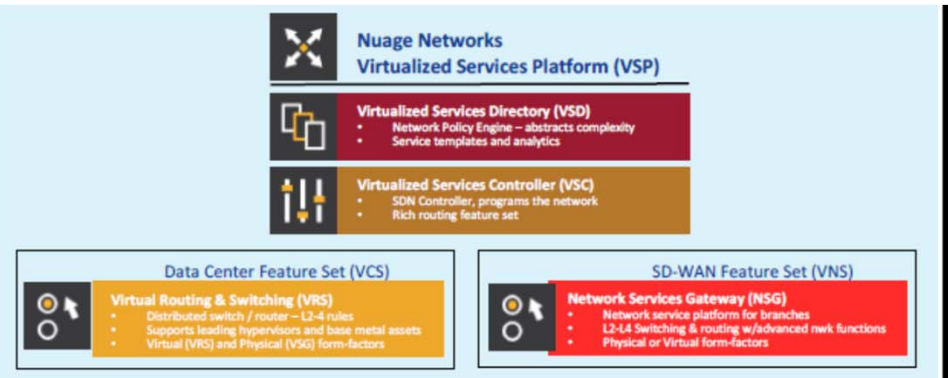 Nuage Networks
Virtualized Services Platform (VSP)
Virtualized Services Directory (VSD)
• Network Policy Engine – abstracts complexity
• Service templates and analytics
Virtualized Services Controller (VSC)
• SDN Controller, programs the network
• Rich routing feature set
Data Center Feature Set (VCS)
Virtual Routing & Switching (VRS)
• Distributed switch / router – L2-4 rules
• Supports leading hypervisors and base metal assets
• Virtual (VRS) and Physical (VSG) form-factors
SD-WAN Feature Set (VNS)
Network Services Gateway (NSG)
• Network service platform for branches
• L2-L4 Switching & routing w/advanced nwk functions
• Physical or Virtual form-factors